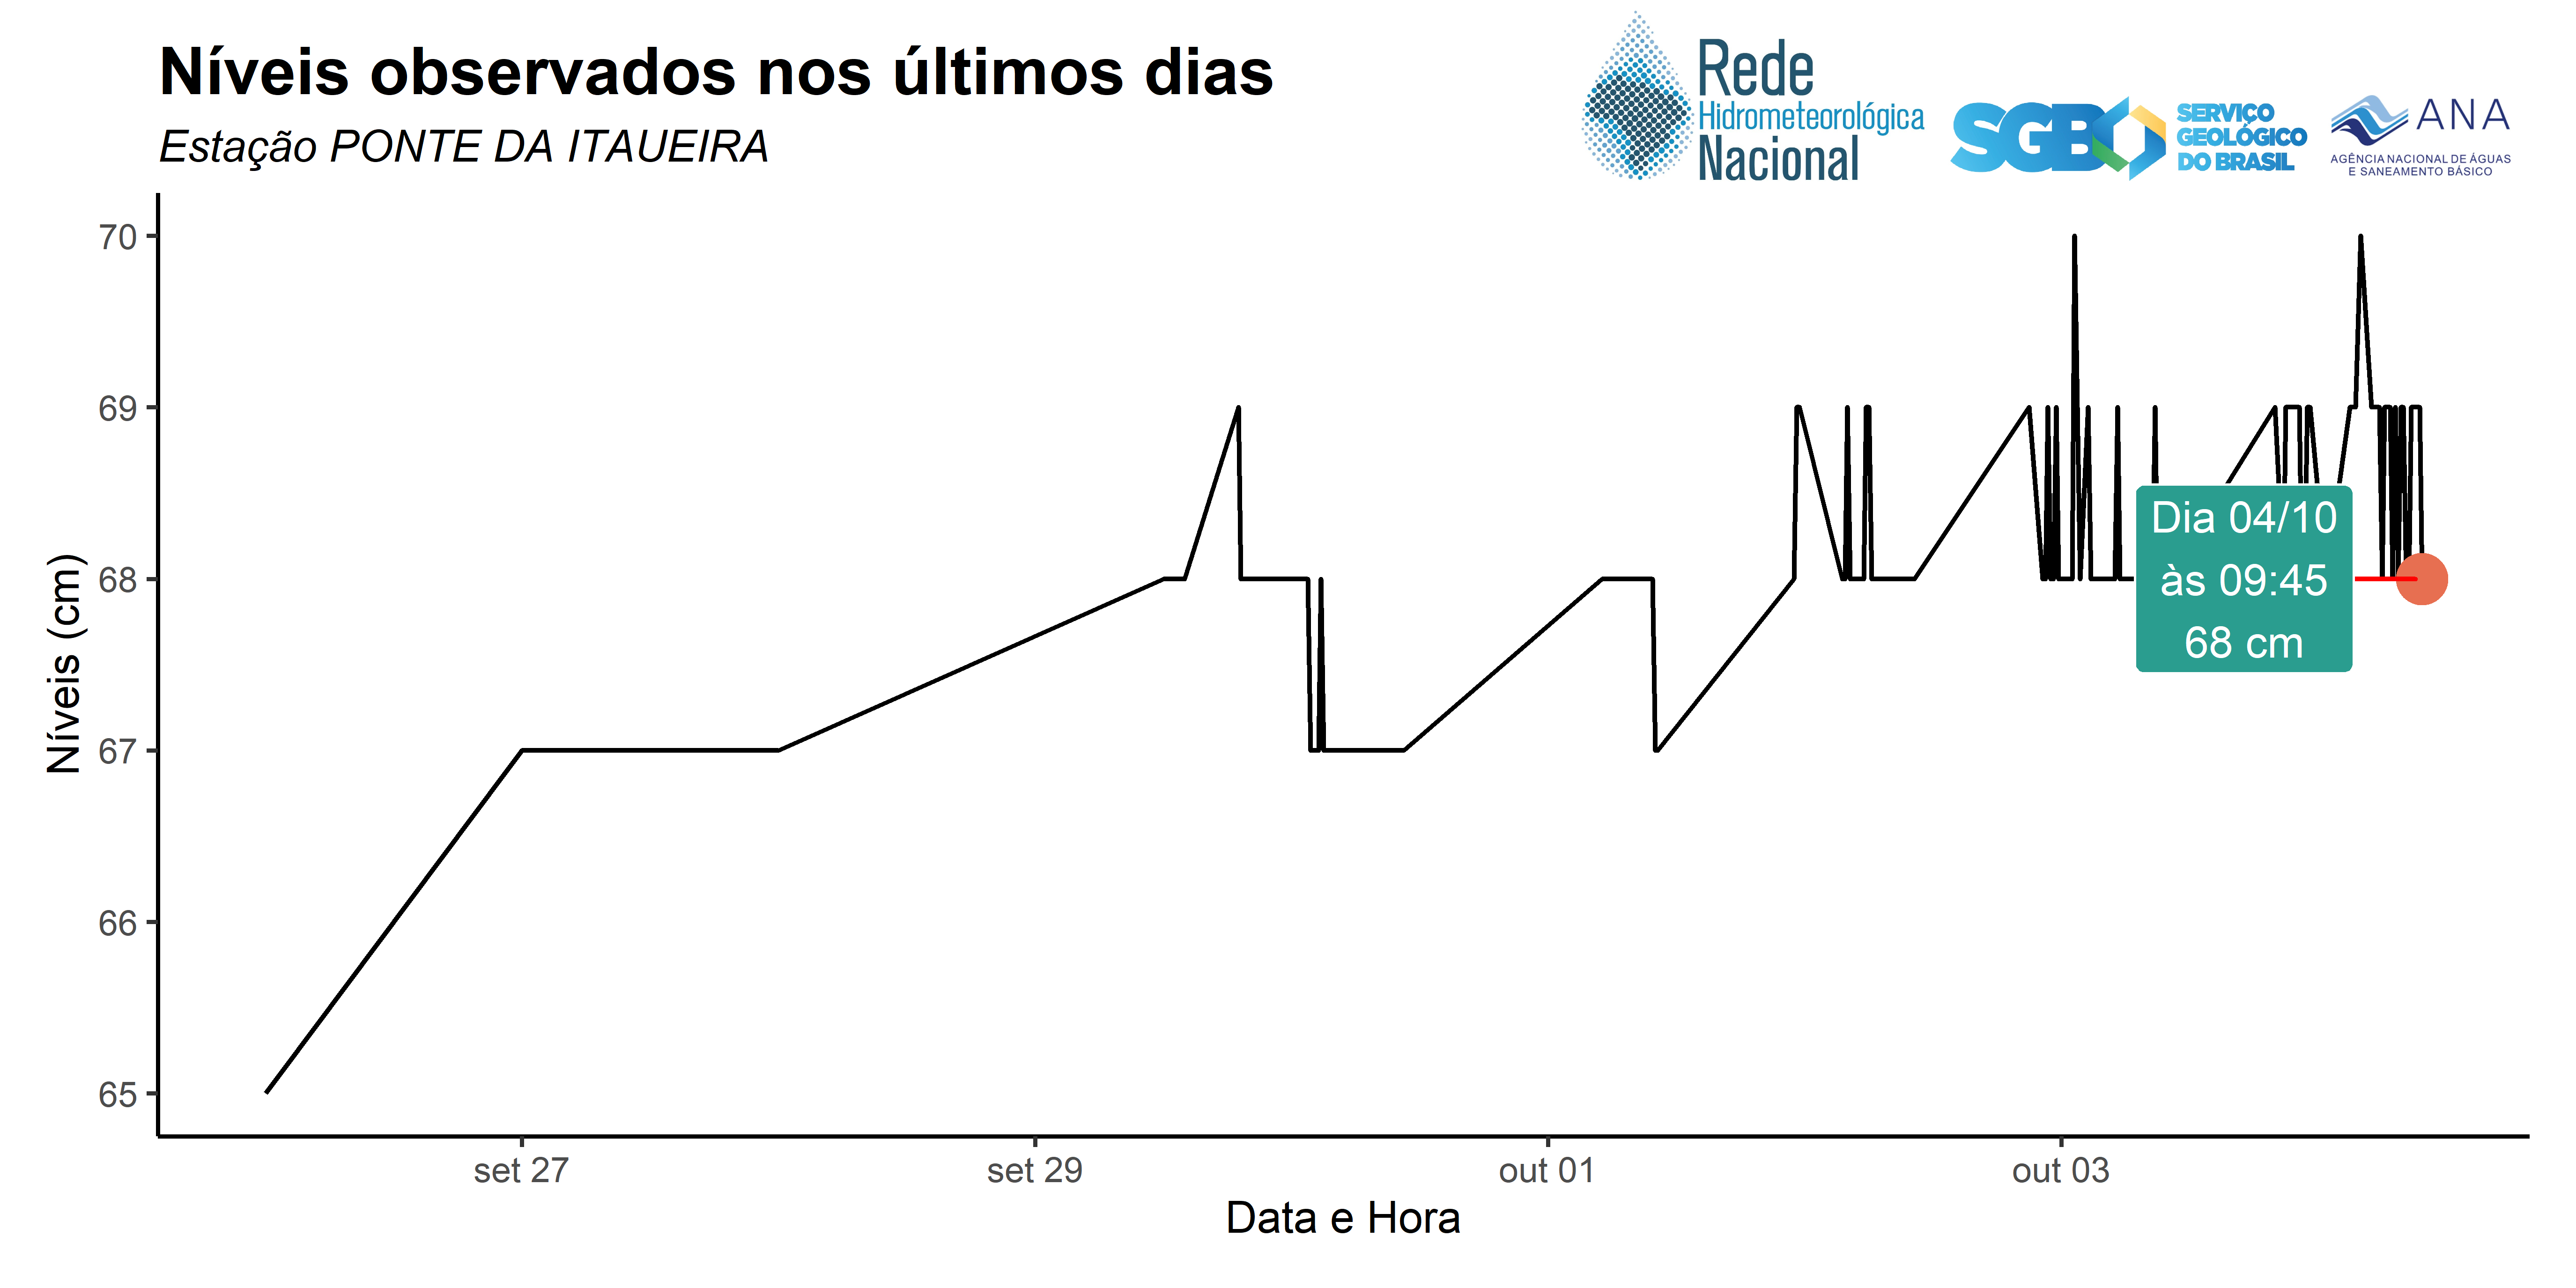 Níveis observados nos últimos dias
Estação PONTE DA ITAUEIRA
Rede
Hidrometeorológica
Nacional
SGB
SERVIÇO
GEOLÓGICO
DO BRASIL
ANA
AGÊNCIA NACIONAL DE ÁGUAS
E SANEAMENTO BÁSICO
Níveis (cm)
70
69
68
67
66
65
Dia 04/10
às 09:45
68 cm
set 27
set 29
out 01
out 03
Data e Hora